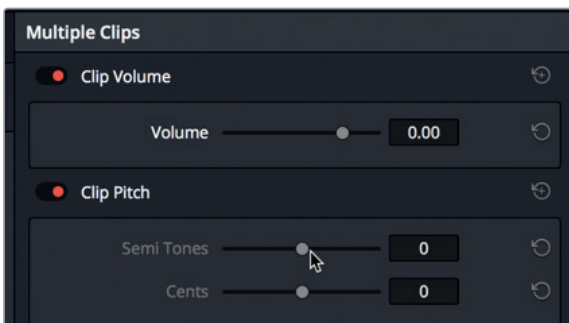 Multiple Clips
Clip Volume
Volume 0.00
Clip Pitch
Semi Tones 0
Cents 0